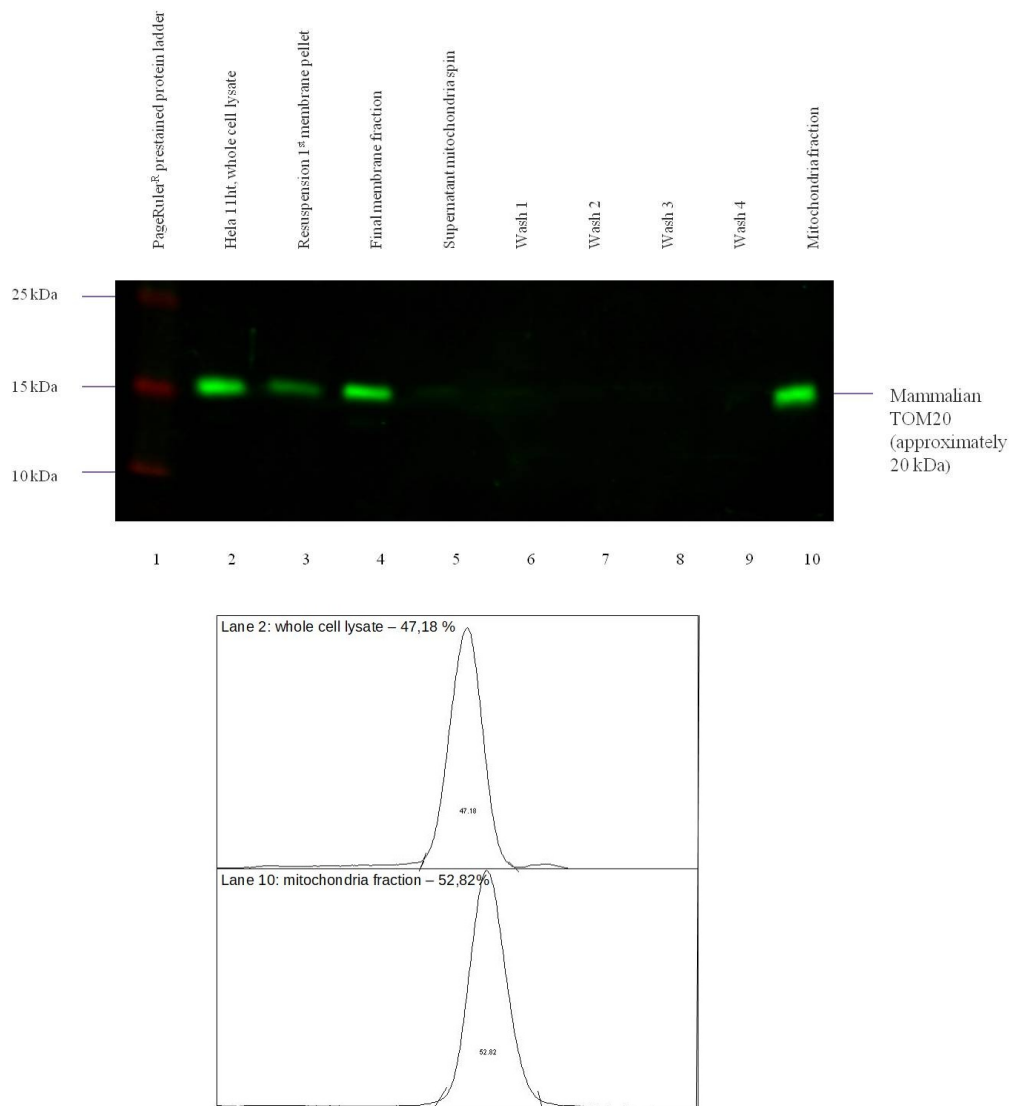 PageRulerᴿ prestained protein ladder
Hela 11ht, whole cell lysate
Resuspension 1ˢᵗ membrane pellet
Final membrane fraction
Supernatant mitochondria spin
Wash 1
Wash 2
Wash 3
Wash 4
Mitochondria fraction
25 kDa
15 kDa
10 kDa
Mammalian
TOM20
(approximately
20 kDa)
1 2 3 4 5 6 7 8 9 10
Lane 2: whole cell lysate – 47,18 %
47.18
Lane 10: mitochondria fraction – 52,82%
52.82